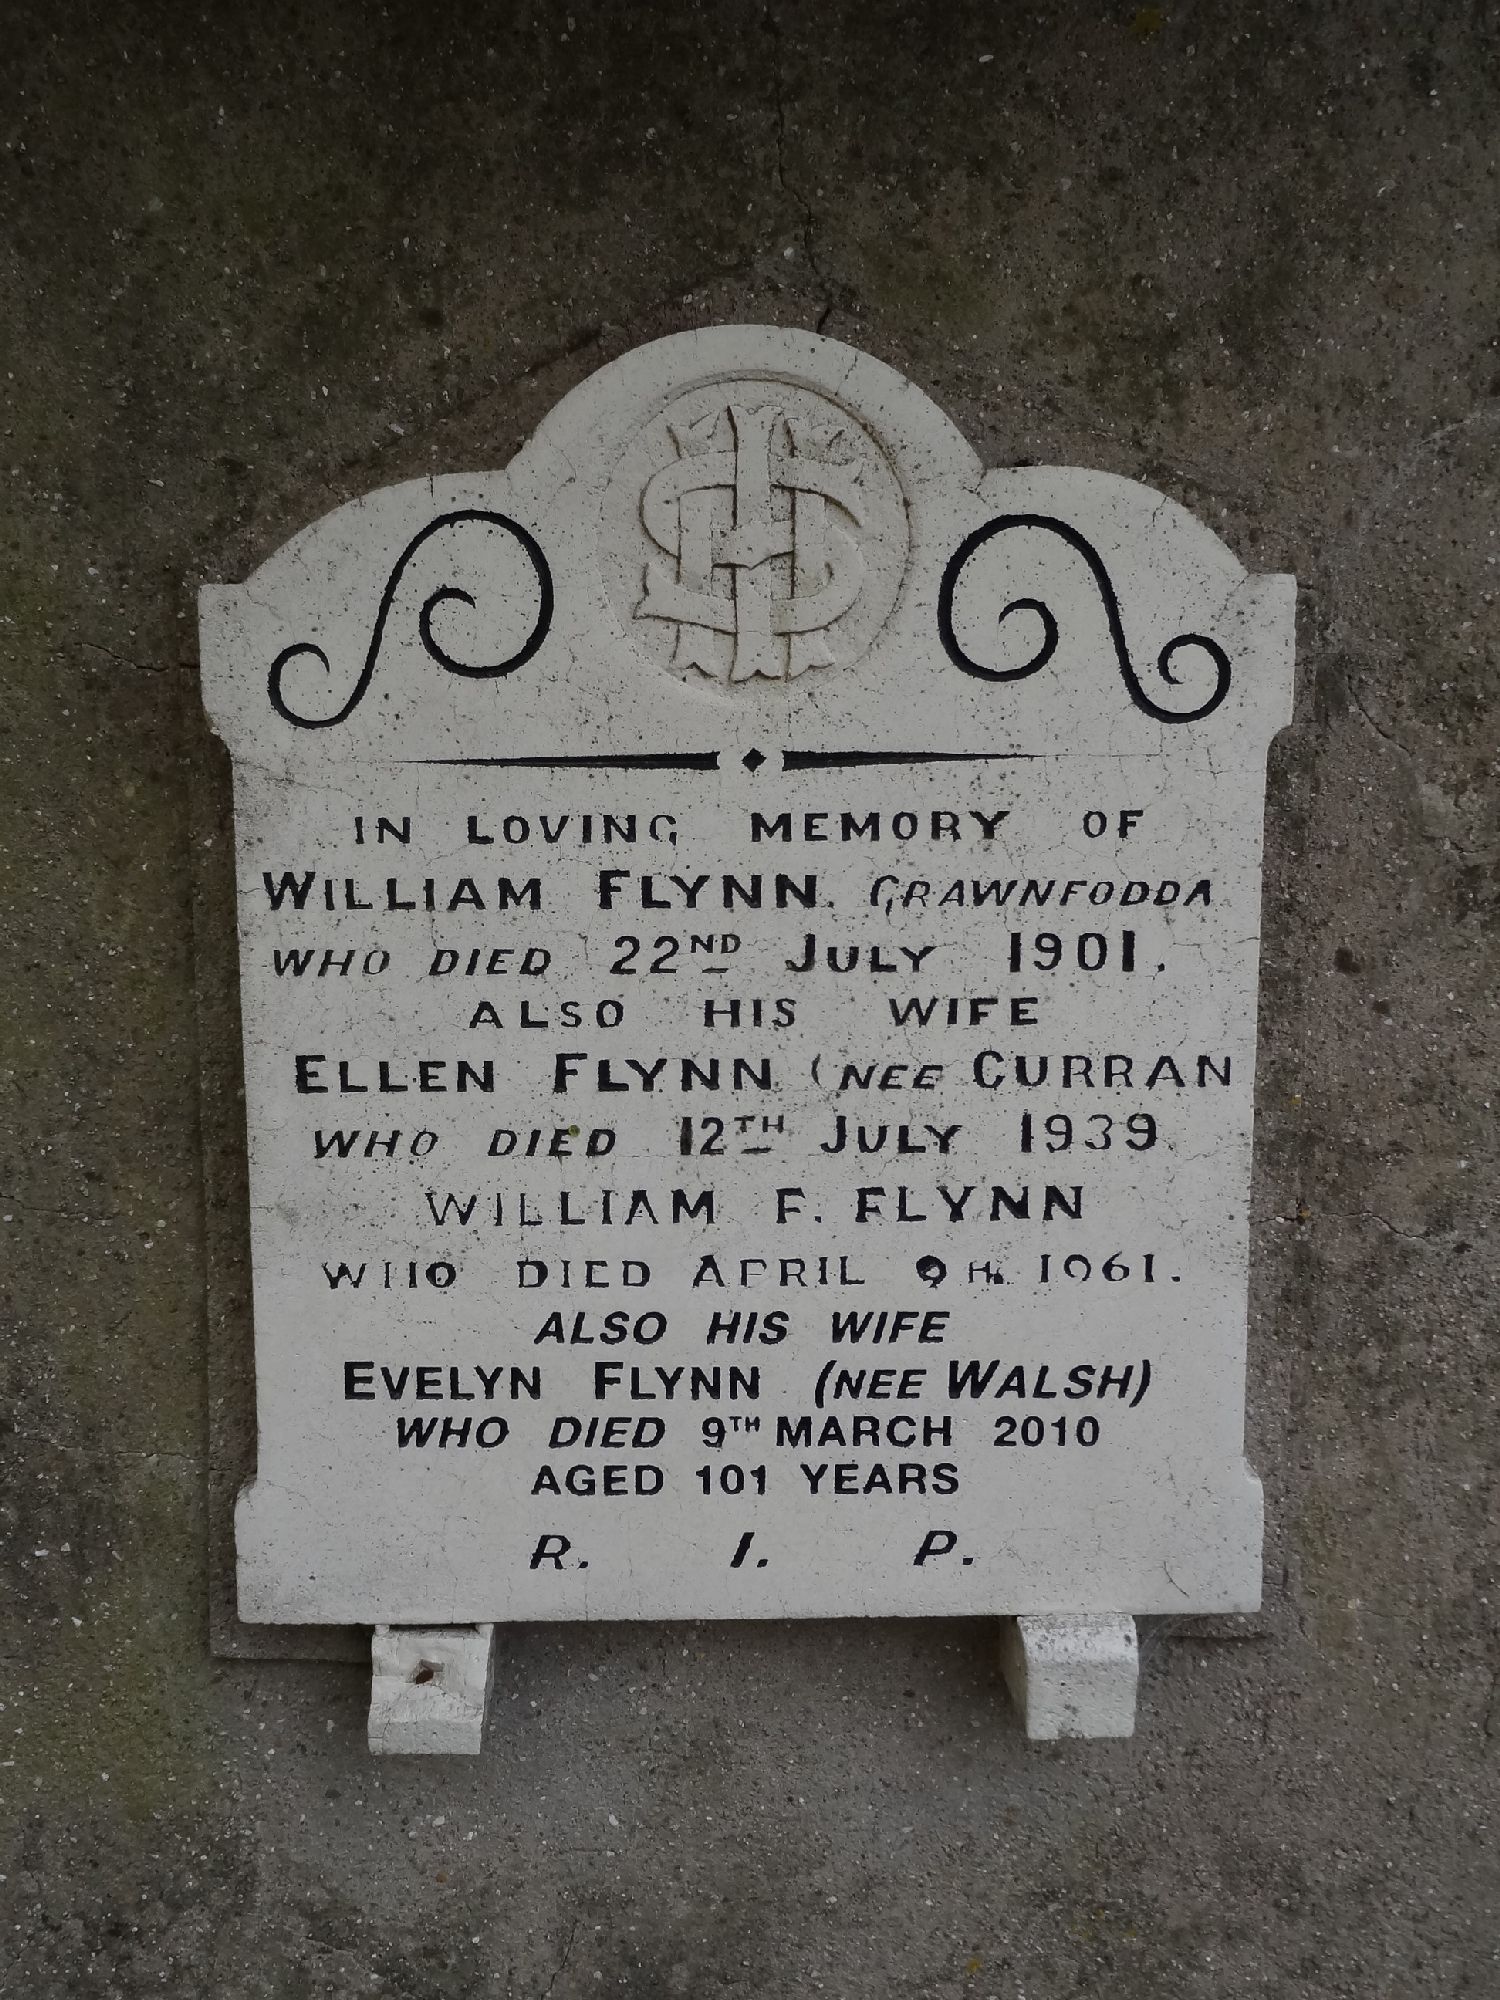 IHS
IN LOVING MEMORY OF
WILLIAM FLYNN. GRAWNFODDA
WHO DIED 22ND JULY 1901.
ALSO HIS WIFE
ELLEN FLYNN (NEE CURRAN
WHO DIED 12TH JULY 1939
WILLIAM F. FLYNN
WHO DIED APRIL 9TH 1961.
ALSO HIS WIFE
EVELYN FLYNN (NEE WALSH)
WHO DIED 9TH MARCH 2010
AGED 101 YEARS
R. I. P.